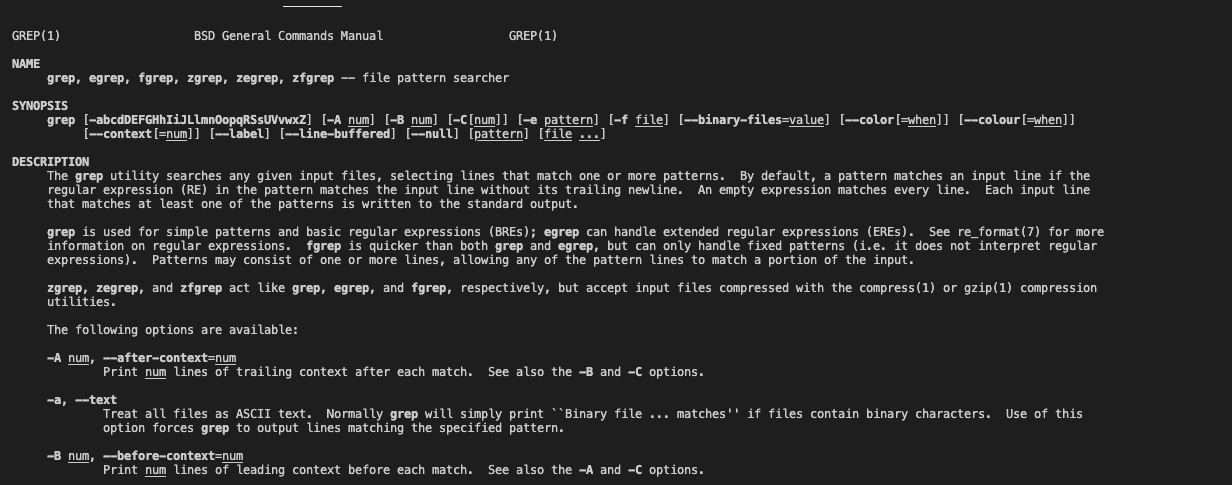 GREP(1) BSD General Commands Manual GREP(1)
NAME
grep, egrep, fgrep, zgrep, zegrep, zfgrep -- file pattern searcher
SYNOPSIS
grep [-abcdDEFGHhIiJLlmnOopqRSsUVvwxZ] [-A num] [-B num] [-C[num]] [-e pattern] [-f file] [--binary-files=value] [--color[=when]] [--colour[=when]]
[--context[=num]] [--label] [--line-buffered] [--null] [pattern] [file ...]
DESCRIPTION
The grep utility searches any given input files, selecting lines that match one or more patterns.  By default, a pattern matches an input line if the
regular expression (RE) in the pattern matches the input line without its trailing newline.  An empty expression matches every line.  Each input line
that matches at least one of the patterns is written to the standard output.
grep is used for simple patterns and basic regular expressions (BREs); egrep can handle extended regular expressions (EREs).  See re_format(7) for more
information on regular expressions.  fgrep is quicker than both grep and egrep, but can only handle fixed patterns (i.e. it does not interpret regular
expressions).  Patterns may consist of one or more lines, allowing any of the pattern lines to match a portion of the input.
zgrep, zegrep, and zfgrep act like grep, egrep, and fgrep, respectively, but accept input files compressed with the compress(1) or gzip(1) compression
utilities.
The following options are available:
-A num, --after-context=num
Print num lines of trailing context after each match.  See also the -B and -C options.
-a, --text
Treat all files as ASCII text.  Normally grep will simply print ``Binary file ... matches'' if files contain binary characters.  Use of this
option forces grep to output lines matching the specified pattern.
-B num, --before-context=num
Print num lines of leading context before each match.  See also the -A and -C options.